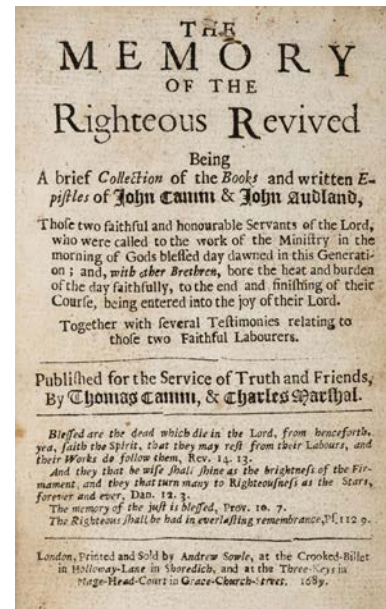 THE
MEMORY
OF THE
Righteous Revived
Being
A brief Collection of the Books and written E-
pistles of John Camm & John Audland,
Those two faithful and honourable Servants of the Lord,
who were called to the work of the Ministry in the
morning of Gods blessed day dawned in this Generati-
on ; and, with other Brethren, bore the heat and burden
of the day faithfully, to the end and finishing of their
Course, being entered into the joy of their Lord.
Together with several Testimonies relating to
those two Faithful Labourers.
Published for the Service of Truth and Friends,
By Thomas Camm, & Charles Marshal.
Blessed are the dead which die in the Lord, from henceforth,
yea, saith the Spirit, that they may rest from their Labours, and
their Works do follow them, Rev. 14. 13.
And they that be wise shall shine as the brightness of the Fir-
mament, and they that turn many to Righteousness as the Stars,
forever and ever, Dan. 12. 3.
The memory of the just is blessed, Prov. 10. 7.
The Righteous shall be had in everlasting remembrance, Ps. 112 9.
London, Printed and Sold by Andrew Sowle, at the Crooked-Billet
in Holloway-Lane in Shoreditch, and at the Three-Keys in
Nage-Head-Court in Grace-Church-Street. 1689.